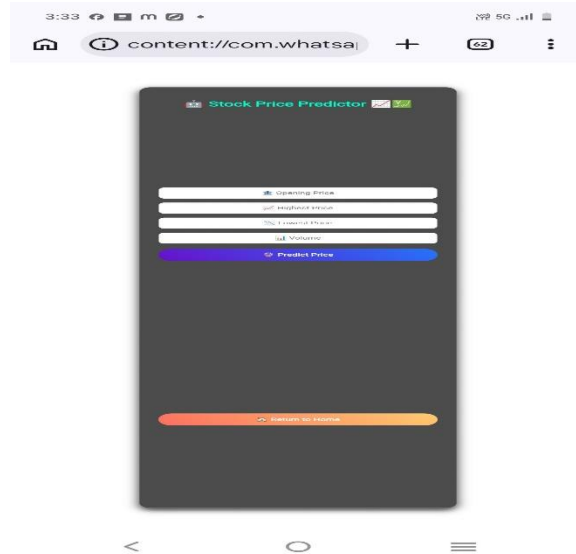 3:33 5G
content://com.whatsa 62
🤖 Stock Price Predictor 📈💹
🏦 Opening Price
📈 Highest Price
📉 Lowest Price
📊 Volume
Predict Price
Return to Home